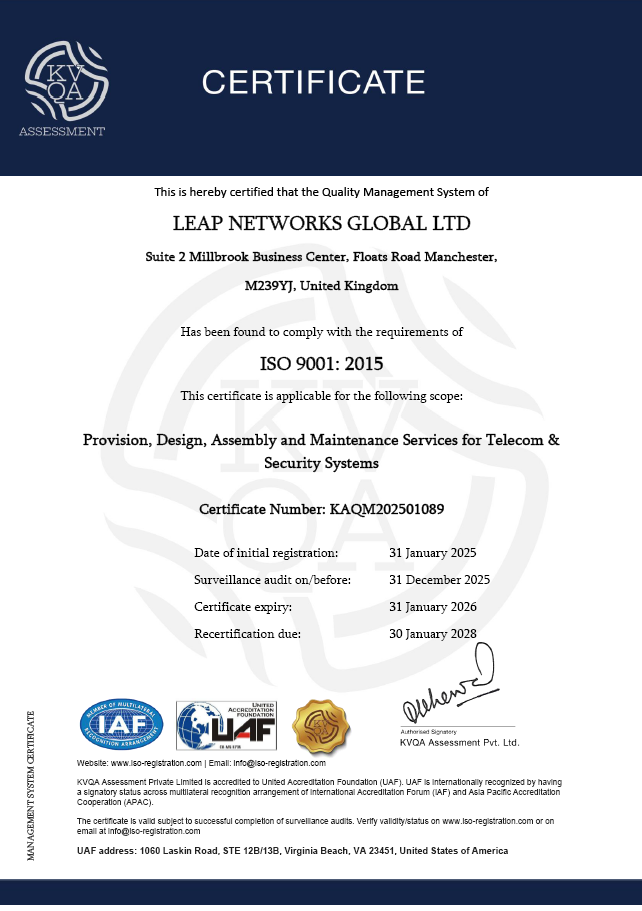 KV
QA
ASSESSMENT
CERTIFICATE
This is hereby certified that the Quality Management System of
LEAP NETWORKS GLOBAL LTD
Suite 2 Millbrook Business Center, Floats Road Manchester,
M239YJ, United Kingdom
Has been found to comply with the requirements of
ISO 9001: 2015
This certificate is applicable for the following scope:
Provision, Design, Assembly and Maintenance Services for Telecom &
Security Systems
Certificate Number: KAQM202501089
Date of initial registration: 31 January 2025
Surveillance audit on/before: 31 December 2025
Certificate expiry: 31 January 2026
Recertification due: 30 January 2028
MEMBER OF MULTILATERAL
IAF
RECOGNITION ARRANGEMENT
UNITED
ACCREDITATION
FOUNDATION
UAF
KV
QA
Authorised Signatory
KVQA Assessment Pvt. Ltd.
Website: www.iso-registration.com | Email: info@iso-registration.com
KVQA Assessment Private Limited is accredited to United Accreditation Foundation (UAF). UAF is internationally recognized by having
a signatory status across multilateral recognition arrangement of International Accreditation Forum (IAF) and Asia Pacific Accreditation
Cooperation (APAC).
The certificate is valid subject to successful completion of surveillance audits. Verify validity/status on www.iso-registration.com or on
email at info@iso-registration.com
UAF address: 1060 Laskin Road, STE 12B/13B, Virginia Beach, VA 23451, United States of America
MANAGEMENT SYSTEM CERTIFICATE